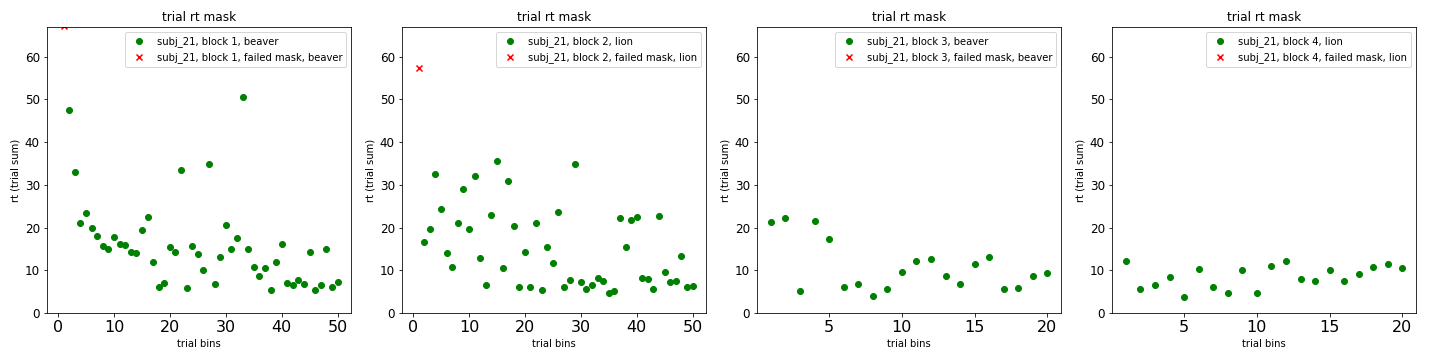 trial rt mask
rt (trial sum)
60
50
40
30
20
10
0
subj_21, block 1, beaver
subj_21, block 1, failed mask, beaver
0 10 20 30 40 50
trial bins
trial rt mask
rt (trial sum)
60
50
40
30
20
10
0
subj_21, block 2, lion
subj_21, block 2, failed mask, lion
0 10 20 30 40 50
trial bins
trial rt mask
rt (trial sum)
60
50
40
30
20
10
0
subj_21, block 3, beaver
subj_21, block 3, failed mask, beaver
5 10 15 20
trial bins
trial rt mask
rt (trial sum)
60
50
40
30
20
10
0
subj_21, block 4, lion
subj_21, block 4, failed mask, lion
5 10 15 20
trial bins